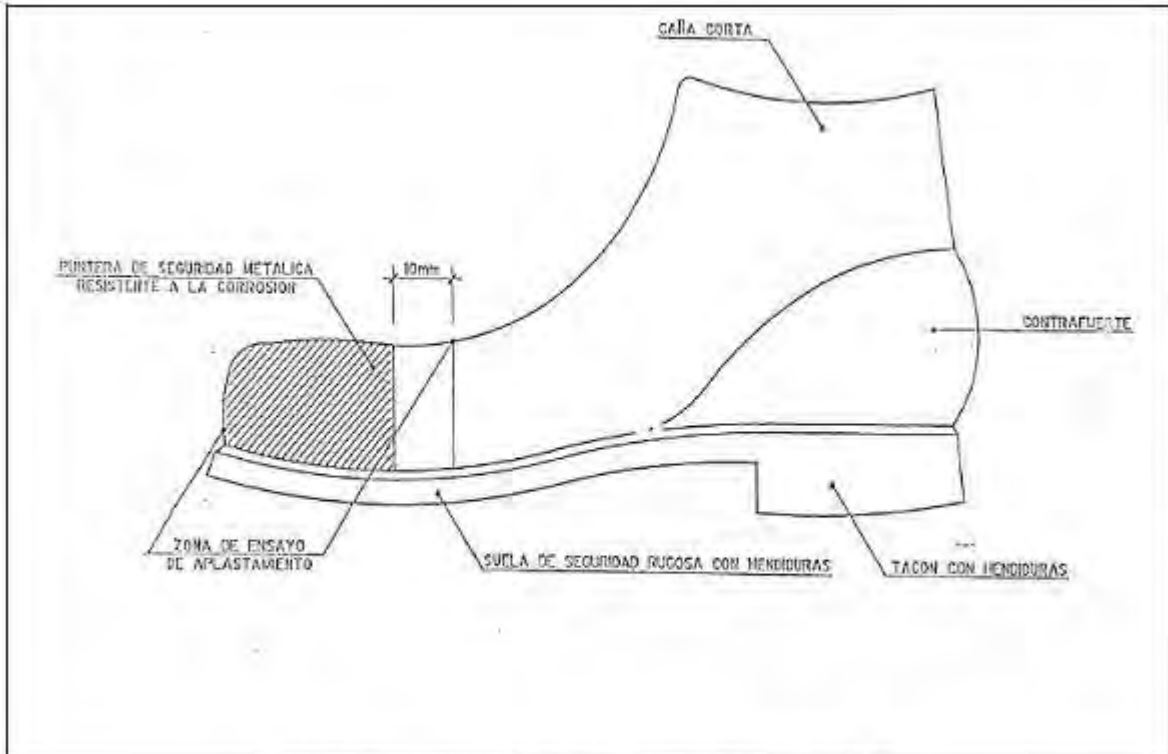 CAÑA CORTA
PUNTERA DE SEGURIDAD METALICA
RESISTENTE A LA CORROSION
10mm
CONTRAFUERTE
ZONA DE ENSAYO
DE APLASTAMIENTO
SUELA DE SEGURIDAD RUGOSA CON HENDIDURAS
TACON CON HENDIDURAS